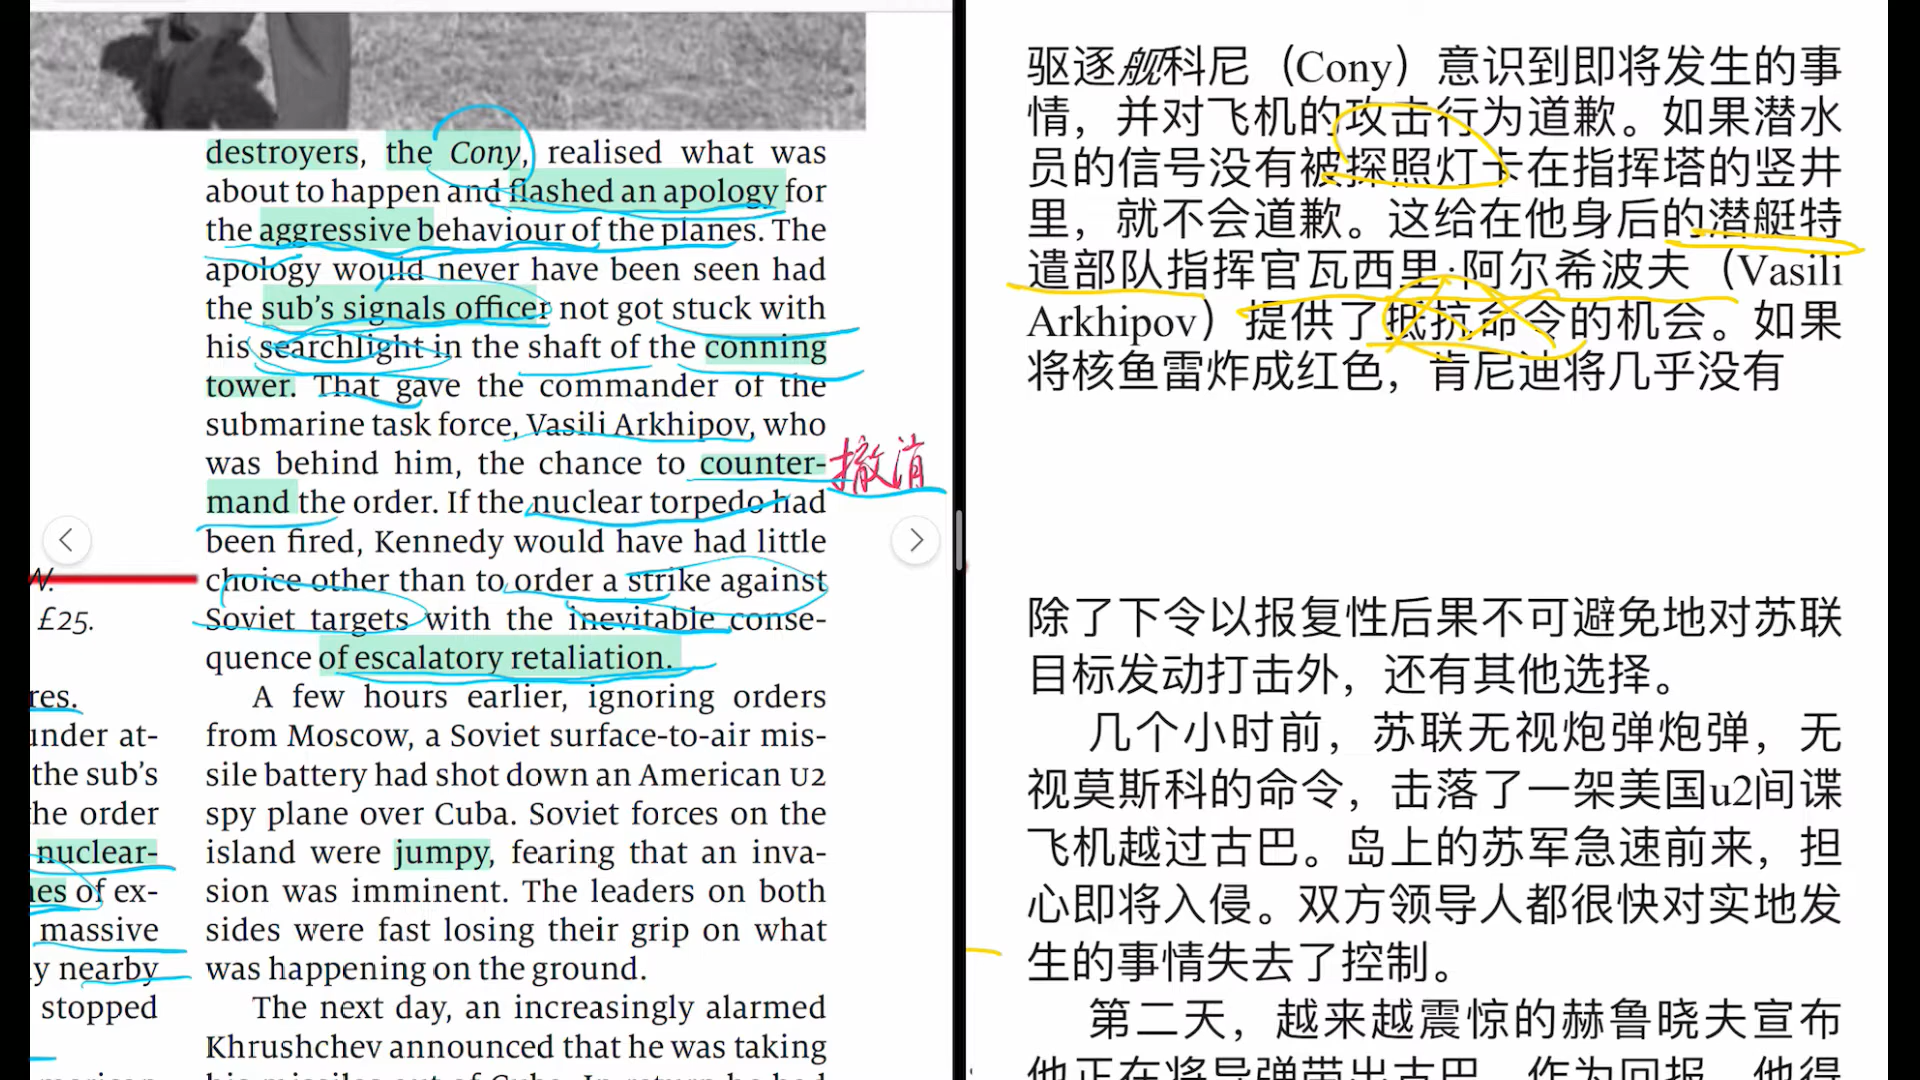 N.
£25.
res.
under at-
the sub's
he order
nuclear-
nes of ex-
massive
y nearby
stopped
destroyers, the Cony, realised what was
about to happen and flashed an apology for
the aggressive behaviour of the planes. The
apology would never have been seen had
the sub's signals officer not got stuck with
his searchlight in the shaft of the conning
tower. That gave the commander of the
submarine task force, Vasili Arkhipov, who
was behind him, the chance to counter-
撤消
mand the order. If the nuclear torpedo had
been fired, Kennedy would have had little
choice other than to order a strike against
Soviet targets with the inevitable conse-
quence of escalatory retaliation.
A few hours earlier, ignoring orders
from Moscow, a Soviet surface-to-air mis-
sile battery had shot down an American U2
spy plane over Cuba. Soviet forces on the
island were jumpy, fearing that an inva-
sion was imminent. The leaders on both
sides were fast losing their grip on what
was happening on the ground.
The next day, an increasingly alarmed
Khrushchev announced that he was taking
驱逐舰科尼（Cony）意识到即将发生的事
情，并对飞机的攻击行为道歉。如果潜水
员的信号没有被探照灯卡在指挥塔的竖井
里，就不会道歉。这给在他身后的潜艇特
遣部队指挥官瓦西里·阿尔希波夫（Vasili
Arkhipov）提供了抵抗命令的机会。如果
将核鱼雷炸成红色，肯尼迪将几乎没有
除了下令以报复性后果不可避免地对苏联
目标发动打击外，还有其他选择。
几个小时前，苏联无视炮弹炮弹，无
视莫斯科的命令，击落了一架美国u2间谍
飞机越过古巴。岛上的苏军急速前来，担
心即将入侵。双方领导人都很快对实地发
生的事情失去了控制。
第二天，越来越震惊的赫鲁晓夫宣布
他正在将导弹带出古巴。作为回报，他得